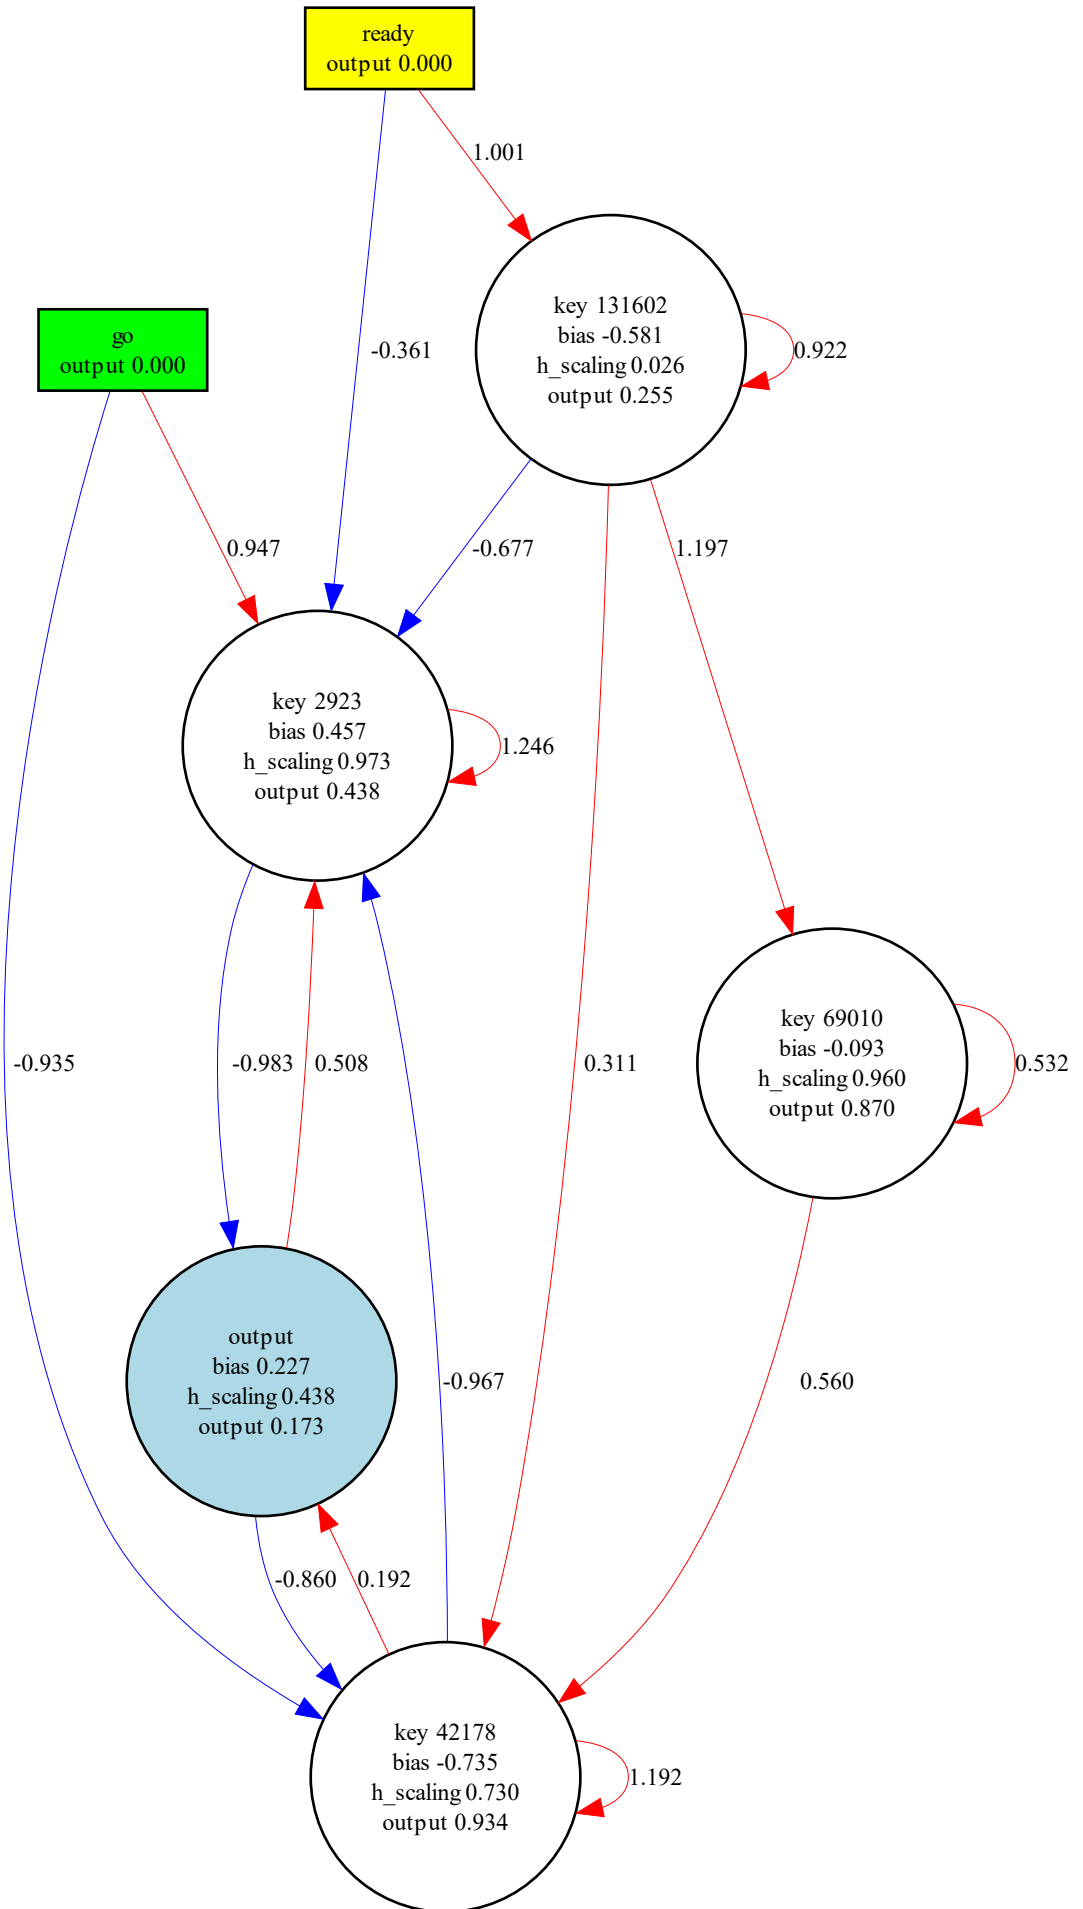 ready
output 0.000
1.001
key 131602
bias -0.581
h_scaling 0.026
output 0.255
0.922
go
output 0.000
-0.361
0.947
-0.677
1.197
key 2923
bias 0.457
h_scaling 0.973
output 0.438
1.246
key 69010
bias -0.093
h_scaling 0.960
output 0.870
0.532
-0.935
-0.983
0.508
0.311
output
bias 0.227
h_scaling 0.438
output 0.173
-0.967
0.560
-0.860
0.192
key 42178
bias -0.735
h_scaling 0.730
output 0.934
1.192